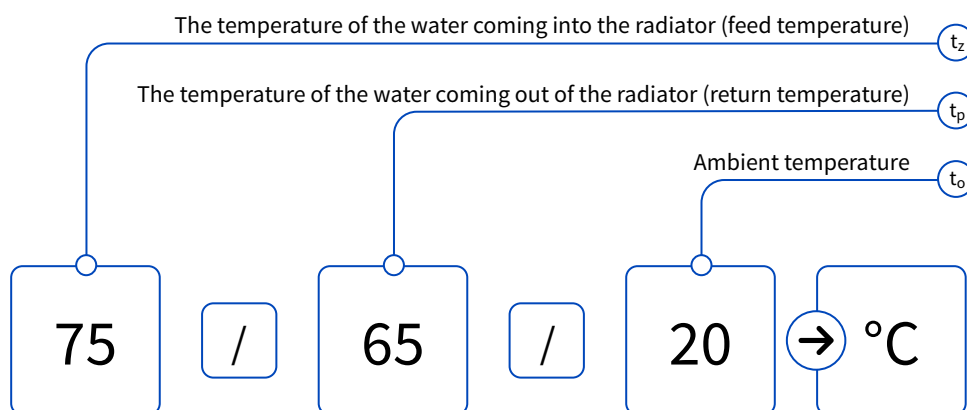 The temperature of the water coming into the radiator (feed temperature)
tz
The temperature of the water coming out of the radiator (return temperature)
tp
Ambient temperature
to
75 / 65 / 20 → °C